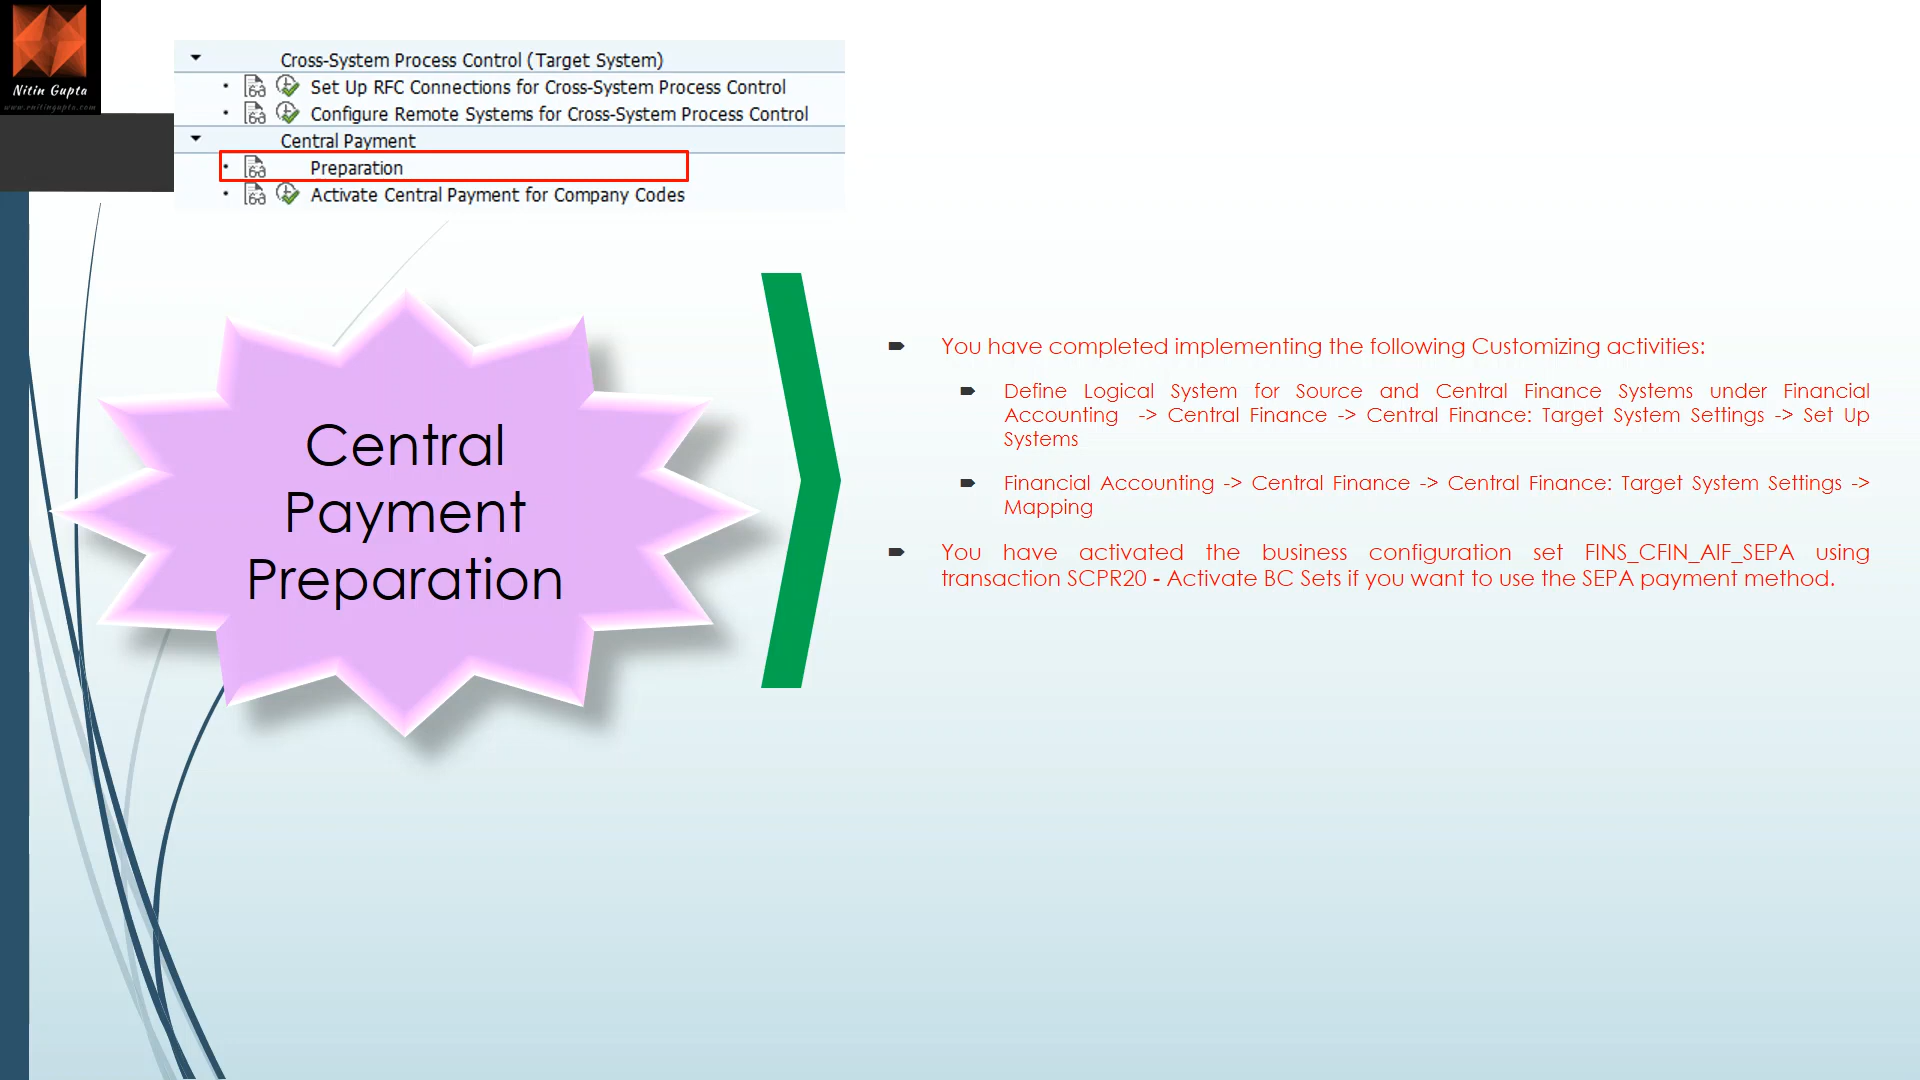 Nitin Gupta
www.rnitingupta.com
Cross-System Process Control (Target System)
Set Up RFC Connections for Cross-System Process Control
Configure Remote Systems for Cross-System Process Control
Central Payment
Preparation
Activate Central Payment for Company Codes
Central
Payment
Preparation
You have completed implementing the following Customizing activities:
Define Logical System for Source and Central Finance Systems under Financial
Accounting -> Central Finance -> Central Finance: Target System Settings -> Set Up
Systems
Financial Accounting -> Central Finance -> Central Finance: Target System Settings ->
Mapping
You have activated the business configuration set FINS_CFIN_AIF_SEPA using
transaction SCPR20 - Activate BC Sets if you want to use the SEPA payment method.